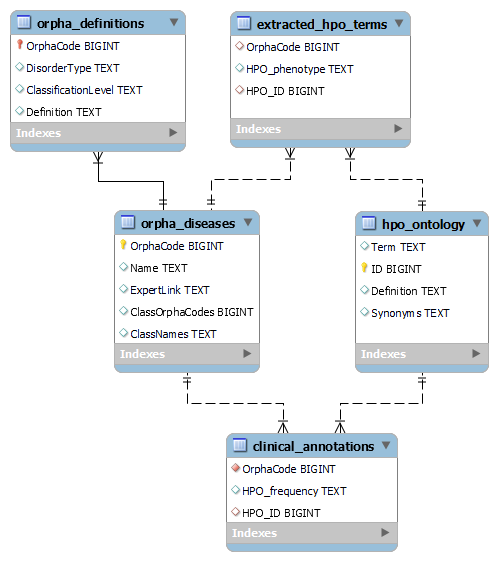 orpha_definitions
OrphaCode BIGINT
DisorderType TEXT
ClassificationLevel TEXT
Definition TEXT
Indexes
extracted_hpo_terms
OrphaCode BIGINT
HPO_phenotype TEXT
HPO_ID BIGINT
Indexes
orpha_diseases
OrphaCode BIGINT
Name TEXT
ExpertLink TEXT
ClassOrphaCodes BIGINT
ClassNames TEXT
Indexes
hpo_ontology
Term TEXT
ID BIGINT
Definition TEXT
Synonyms TEXT
Indexes
clinical_annotations
OrphaCode BIGINT
HPO_frequency TEXT
HPO_ID BIGINT
Indexes